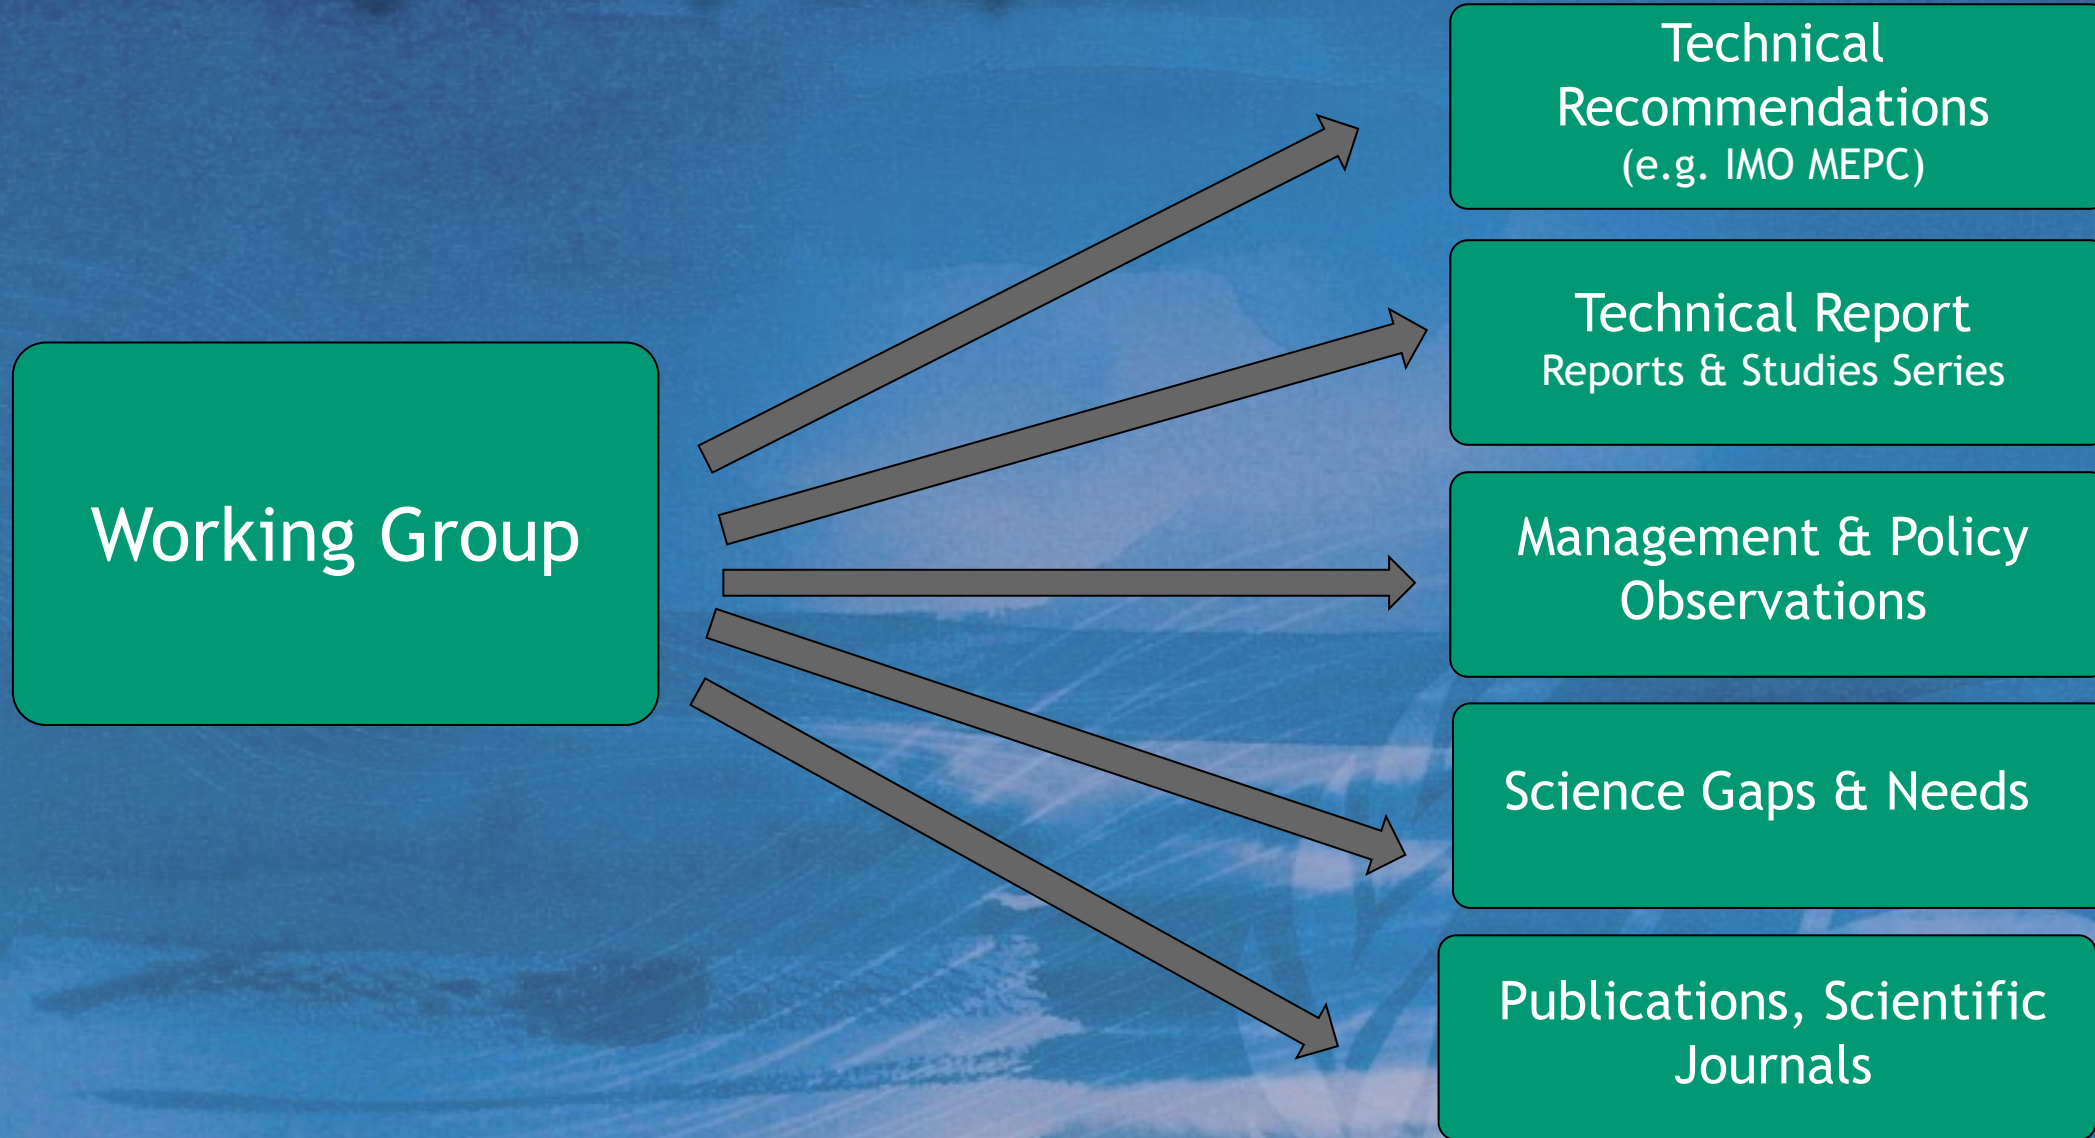 Technical
Recommendations
(e.g. IMO MEPC)
Technical Report
Reports & Studies Series
Working Group
Management & Policy
Observations
Science Gaps & Needs
Publications, Scientific
Journals